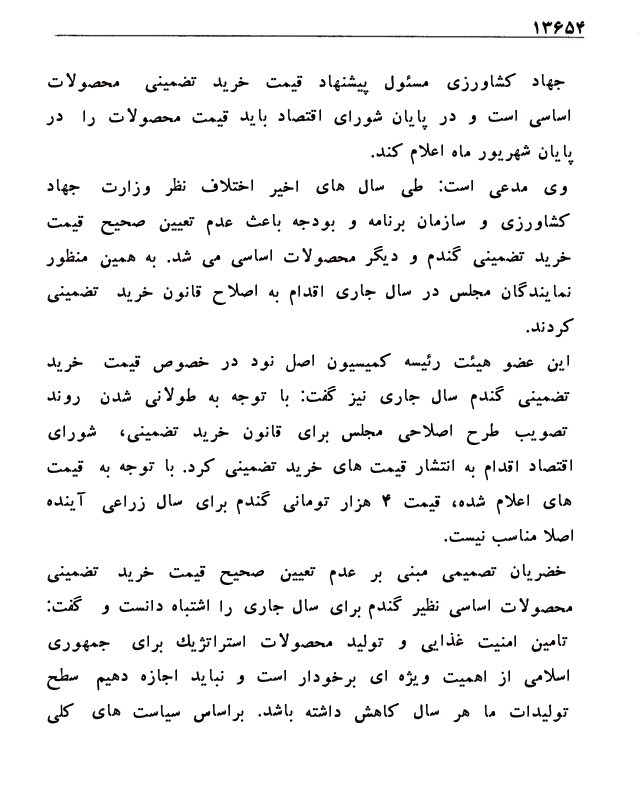 ۱۳۶۵۴
جهاد کشاورزی مسئول پیشنهاد قیمت خرید تضمینی محصولات
اساسی است و در پایان شورای اقتصاد باید قیمت محصولات را در
پایان شهریور ماه اعلام کند.
وی مدعی است: طی سال های اخیر اختلاف نظر وزارت جهاد
کشاورزی و سازمان برنامه و بودجه باعث عدم تعیین صحیح قیمت
خرید تضمینی گندم و دیگر محصولات اساسی می شد. به همین منظور
نمایندگان مجلس در سال جاری اقدام به اصلاح قانون خرید تضمینی
کردند.
این عضو هیئت رئیسه کمیسیون اصل نود در خصوص قیمت خرید
تضمینی گندم سال جاری نیز گفت: با توجه به طولانی شدن روند
تصویب طرح اصلاحی مجلس برای قانون خرید تضمینی، شورای
اقتصاد اقدام به انتشار قیمت های خرید تضمینی کرد. با توجه به قیمت
های اعلام شده، قیمت ۴ هزار تومانی گندم برای سال زراعی آینده
اصلا مناسب نیست.
خضریان تصمیمی مبنی بر عدم تعیین صحیح قیمت خرید تضمینی
محصولات اساسی نظیر گندم برای سال جاری را اشتباه دانست و گفت:
تامین امنیت غذایی و تولید محصولات استراتژیك برای جمهوری
اسلامی از اهمیت ویژه ای برخودار است و نباید اجازه دهیم سطح
تولیدات ما هر سال کاهش داشته باشد. براساس سیاست های کلی